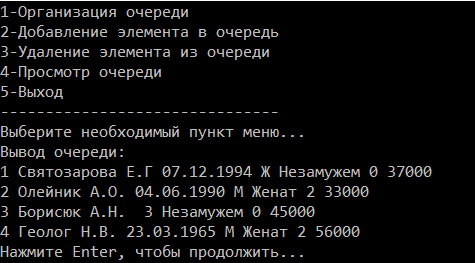 1-Организация очереди
2-Добавление элемента в очередь
3-Удаление элемента из очереди
4-Просмотр очереди
5-Выход
-------------------------------
Выберите необходимый пункт меню...
Вывод очереди:
1 Святозарова Е.Г 07.12.1994 Ж Незамужем 0 37000
2 Олейник А.О. 04.06.1990 М Женат 2 33000
3 Борисюк А.Н.  3 Незамужем 0 45000
4 Геолог Н.В. 23.03.1965 М Женат 2 56000
Нажмите Enter, чтобы продолжить...